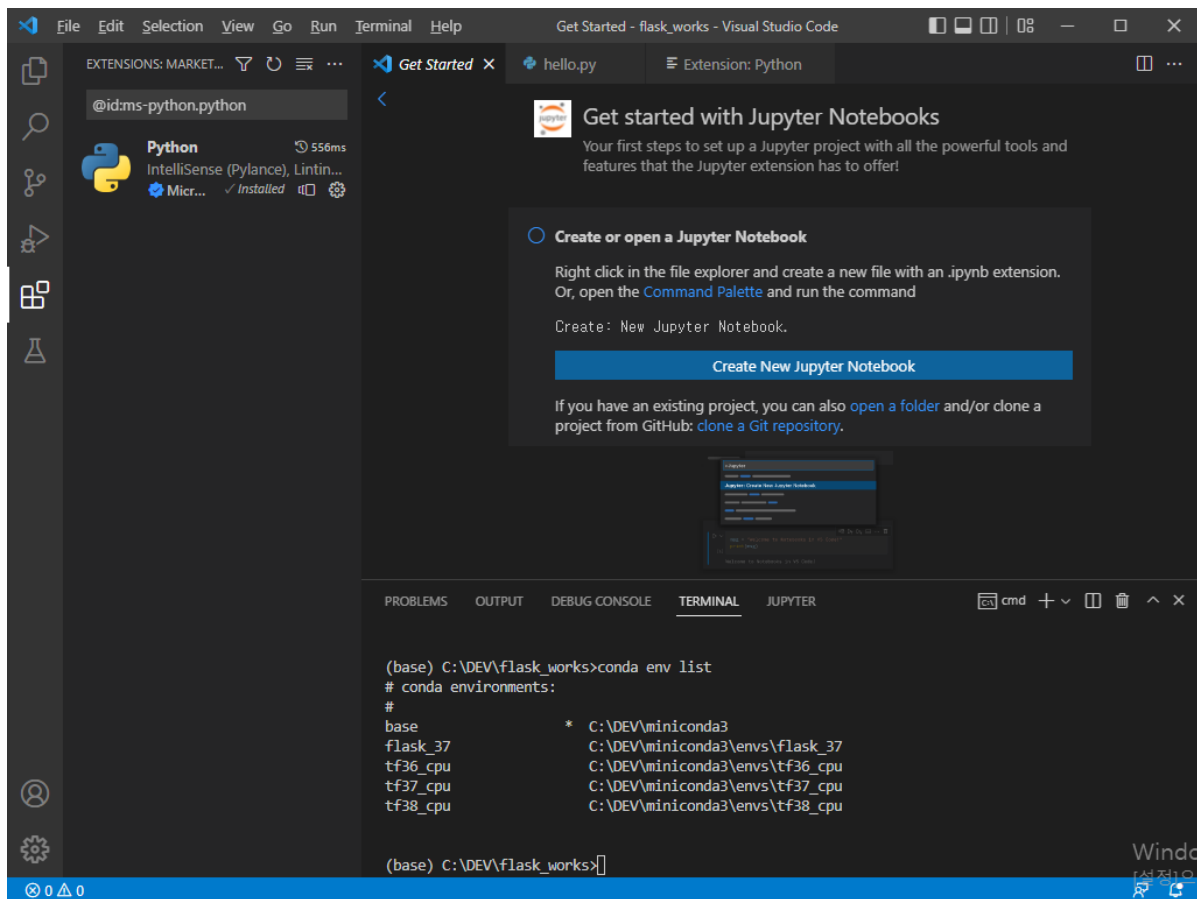 File Edit Selection View Go Run Terminal Help Get Started - flask_works - Visual Studio Code
EXTENSIONS: MARKET...
Get Started hello.py Extension: Python
@id:ms-python.python
Python 556ms
IntelliSense (Pylance), Lintin...
Micr... Installed
jupyter
Get started with Jupyter Notebooks
Your first steps to set up a Jupyter project with all the powerful tools and
features that the Jupyter extension has to offer!
Create or open a Jupyter Notebook
Right click in the file explorer and create a new file with an .ipynb extension.
Or, open the Command Palette and run the command
Create: New Jupyter Notebook.
Create New Jupyter Notebook
If you have an existing project, you can also open a folder and/or clone a
project from GitHub: clone a Git repository.
PROBLEMS OUTPUT DEBUG CONSOLE TERMINAL JUPYTER cmd
(base) C:\DEV\flask_works>conda env list
# conda environments:
#
base * C:\DEV\miniconda3
flask_37 C:\DEV\miniconda3\envs\flask_37
tf36_cpu C:\DEV\miniconda3\envs\tf36_cpu
tf37_cpu C:\DEV\miniconda3\envs\tf37_cpu
tf38_cpu C:\DEV\miniconda3\envs\tf38_cpu
(base) C:\DEV\flask_works>
Windo
[설정]으
0 0